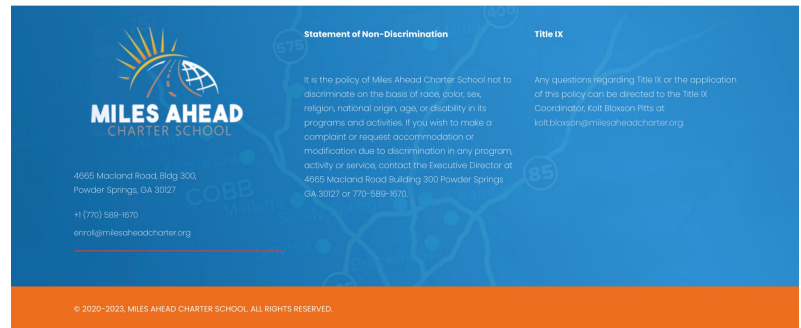 MILES AHEAD
CHARTER SCHOOL
4665 Macland Road, Bldg 300,
Powder Springs, GA 30127
+1 (770) 589-1670
enroll@milesaheadcharter.org
Statement of Non-Discrimination
It is the policy of Miles Ahead Charter School not to
discriminate on the basis of race, color, sex,
religion, national origin, age, or disability in its
programs and activities. If you wish to make a
complaint or request accommodation or
modification due to discrimination in any program,
activity or service, contact the Executive Director at
4665 Macland Road Building 300 Powder Springs
GA 30127 or 770-589-1670.
Title IX
Any questions regarding Title IX or the application
of this policy can be directed to the Title IX
Coordinator, Kolt Bloxson Pitts at
kolt.bloxson@milesaheadcharter.org.
400
575
COBB
85
© 2020-2023, MILES AHEAD CHARTER SCHOOL. ALL RIGHTS RESERVED.